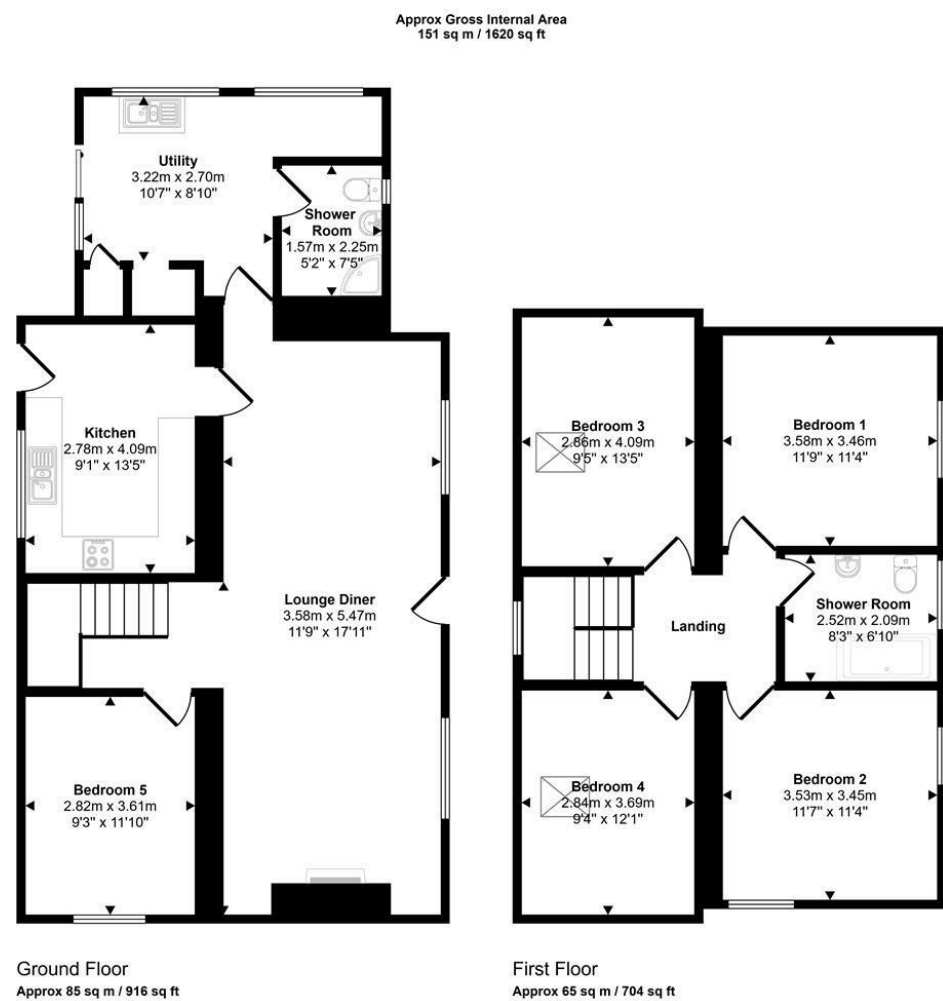 Approx Gross Internal Area
151 sq m / 1620 sq ft
Utility
3.22m x 2.70m
10'7" x 8'10"
Shower
Room
1.57m x 2.25m
5'2" x 7'5"
Kitchen
2.78m x 4.09m
9'1" x 13'5"
Lounge Diner
3.58m x 5.47m
11'9" x 17'11"
Bedroom 5
2.82m x 3.61m
9'3" x 11'10"
Ground Floor
Approx 85 sq m / 916 sq ft
Bedroom 3
2.86m x 4.09m
9'5" x 13'5"
Bedroom 1
3.58m x 3.46m
11'9" x 11'4"
Shower Room
2.52m x 2.09m
8'3" x 6'10"
Landing
Bedroom 4
2.84m x 3.69m
9'4" x 12'1"
Bedroom 2
3.53m x 3.45m
11'7" x 11'4"
First Floor
Approx 65 sq m / 704 sq ft